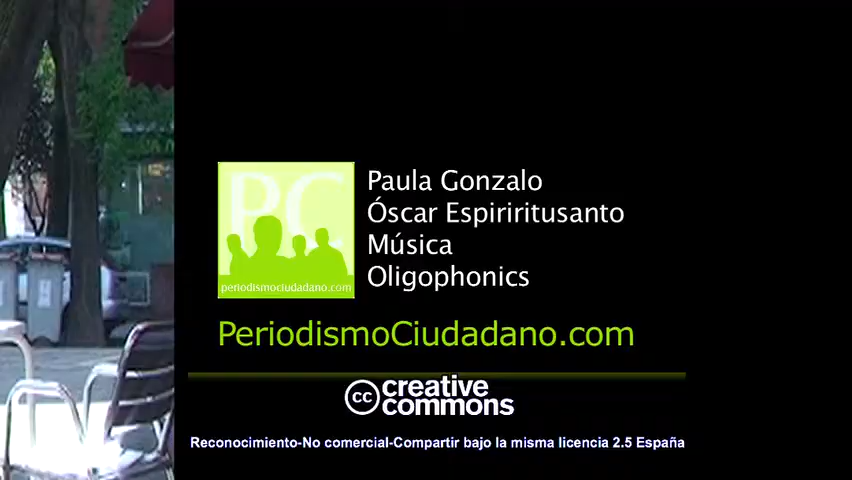 PC
periodismociudadano.com
Paula Gonzalo
Óscar Espiriritusanto
Música
Oligophonics
PeriodismoCiudadano.com
cc creative commons
Reconocimiento-No comercial-Compartir bajo la misma licencia 2.5 España